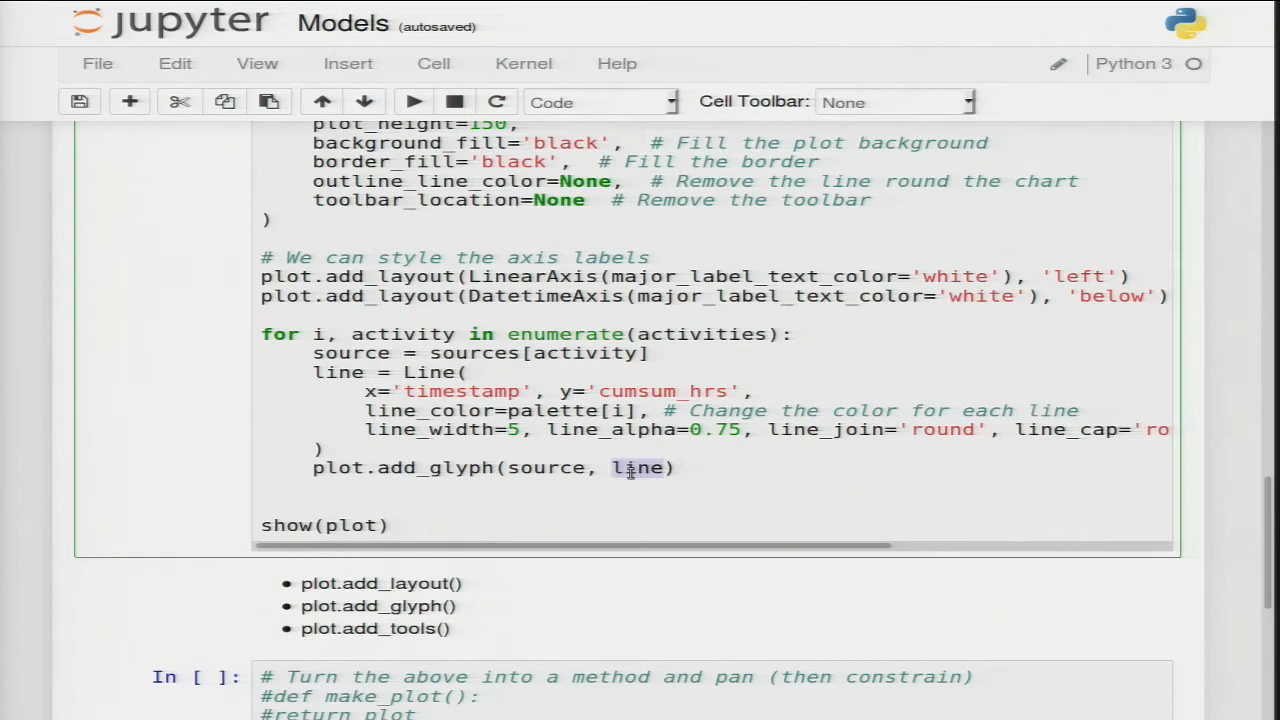 jupyter Models (autosaved)
File Edit View Insert Cell Kernel Help Python 3
Code Cell Toolbar: None
plot_height=150,
background_fill='black', # Fill the plot background
border_fill='black', # Fill the border
outline_line_color=None, # Remove the line round the chart
toolbar_location=None # Remove the toolbar
)
# We can style the axis labels
plot.add_layout(LinearAxis(major_label_text_color='white'), 'left')
plot.add_layout(DatetimeAxis(major_label_text_color='white'), 'below')
for i, activity in enumerate(activities):
source = sources[activity]
line = Line(
x='timestamp', y='cumsum_hrs',
line_color=palette[i], # Change the color for each line
line_width=5, line_alpha=0.75, line_join='round', line_cap='ro
)
plot.add_glyph(source, line)
show(plot)
• plot.add_layout()
• plot.add_glyph()
• plot.add_tools()
In [ ]: # Turn the above into a method and pan (then constrain)
#def make_plot():
#return plot